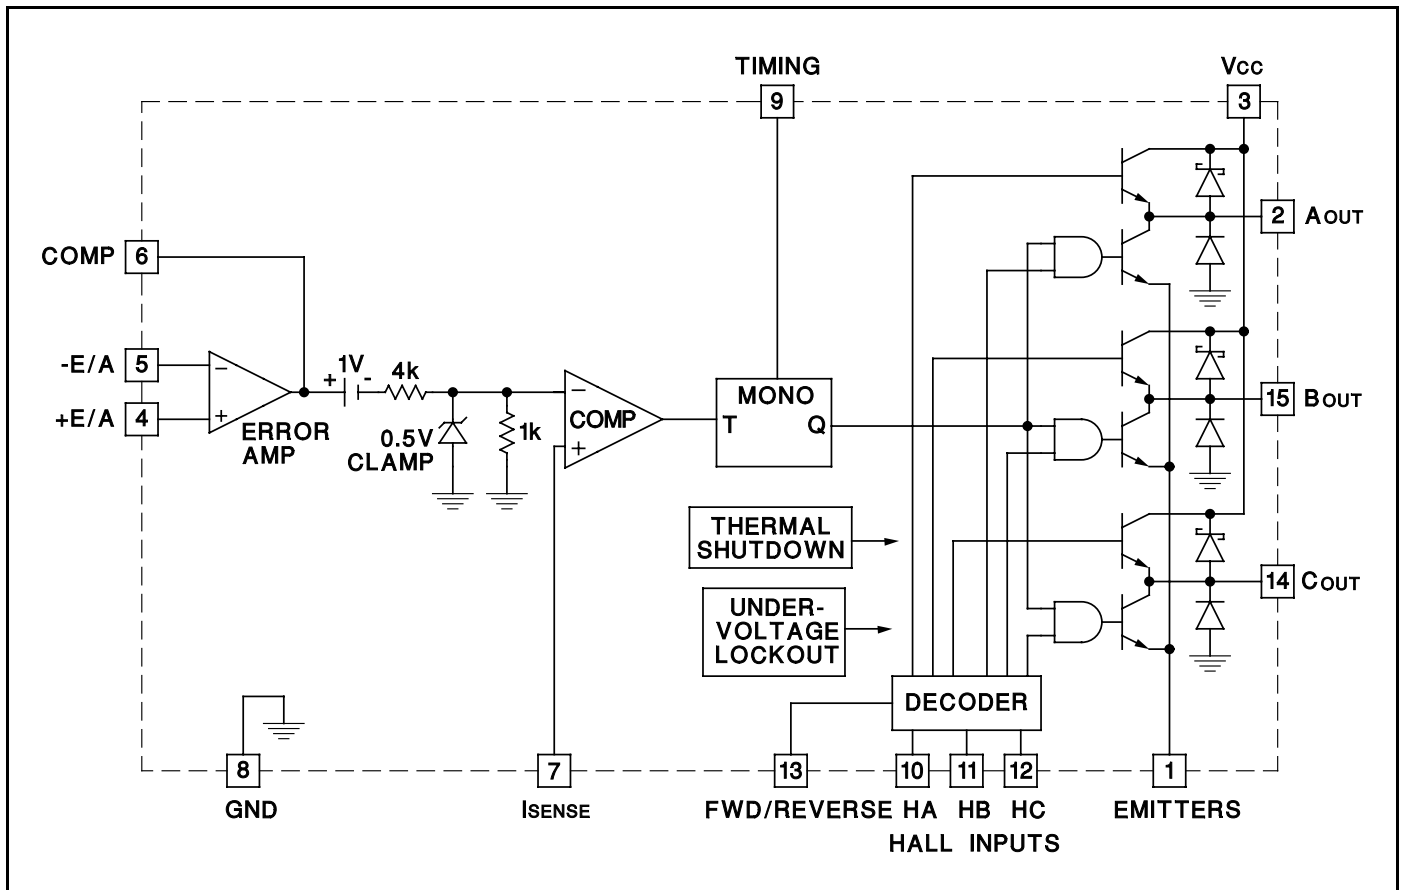 TIMING
VCC
9
3
2 AOUT
COMP 6
-E/A 5
1V
+ -
4k
- +
+E/A 4
ERROR
AMP
0.5V
CLAMP
1k
-
COMP
+
MONO
T Q
15 BOUT
THERMAL
SHUTDOWN
14 COUT
UNDER-
VOLTAGE
LOCKOUT
DECODER
8
7
13
10
11
12
1
GND
ISENSE
FWD/REVERSE
HA HB HC
EMITTERS
HALL INPUTS